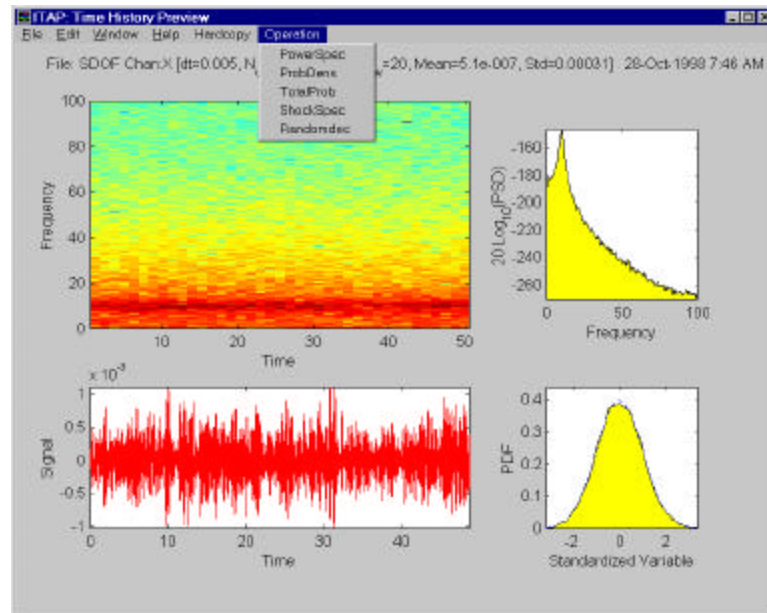 ITAP: Time History Preview
File Edit Window Help Hardcopy Operation
PowerSpec
ProbDens
TotalProb
ShockSpec
Randomdec
File: SDOF Chan:X [dt=0.005, N =20, Mean=5.1e-007, Std=0.00031] 28-Oct-1998 7:46 AM
100
80
60
40
20
0
Frequency
10 20 30 40 50
Time
-160
-180
-200
-220
-240
-260
20 Log10(PSD)
0 50 100
Frequency
x 10-3
1
0.5
0
-0.5
-1
Signal
0 10 20 30 40
Time
0.4
0.3
0.2
0.1
0
PDF
-2 0 2
Standardized Variable